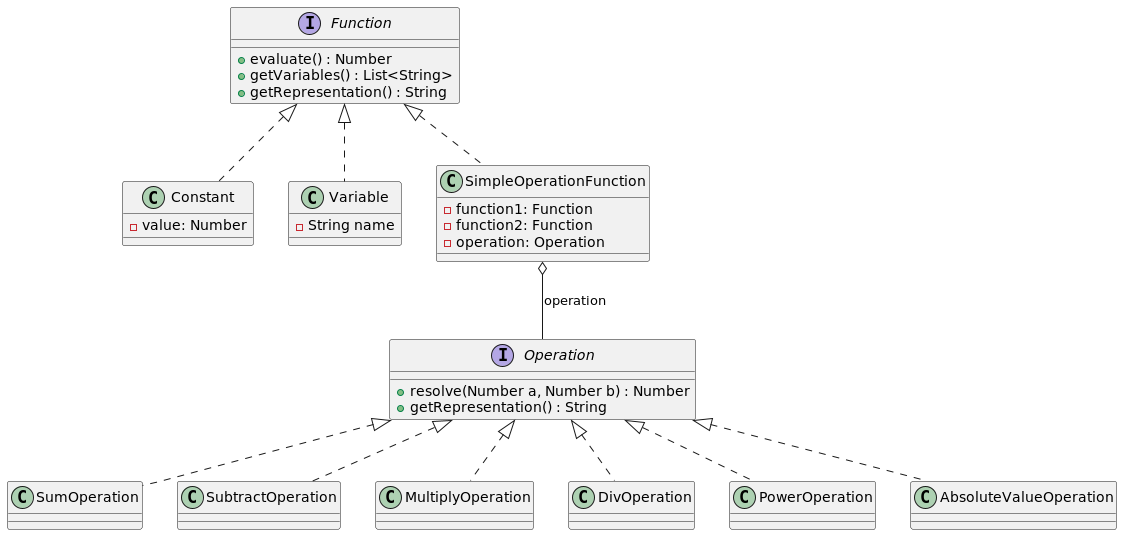 I Function
evaluate() : Number
getVariables() : List<String>
getRepresentation() : String
C Constant
value: Number
C Variable
String name
C SimpleOperationFunction
function1: Function
function2: Function
operation: Operation
operation
I Operation
resolve(Number a, Number b) : Number
getRepresentation() : String
C SumOperation
C SubtractOperation
C MultiplyOperation
C DivOperation
C PowerOperation
C AbsoluteValueOperation